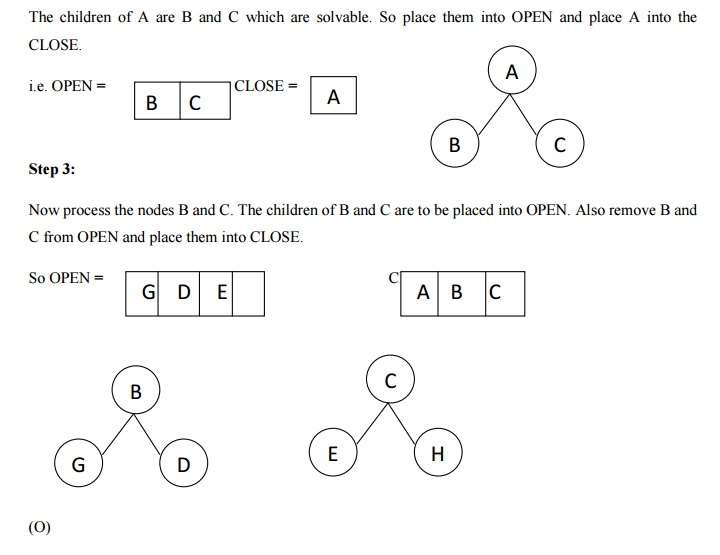 The children of A are B and C which are solvable. So place them into OPEN and place A into the
CLOSE.
A
i.e. OPEN =
B C
CLOSE =
A
B
C
Step 3:
Now process the nodes B and C. The children of B and C are to be placed into OPEN. Also remove B and
C from OPEN and place them into CLOSE.
So OPEN =
G D E
C
A B C
B
C
G
D
E
H
(O)